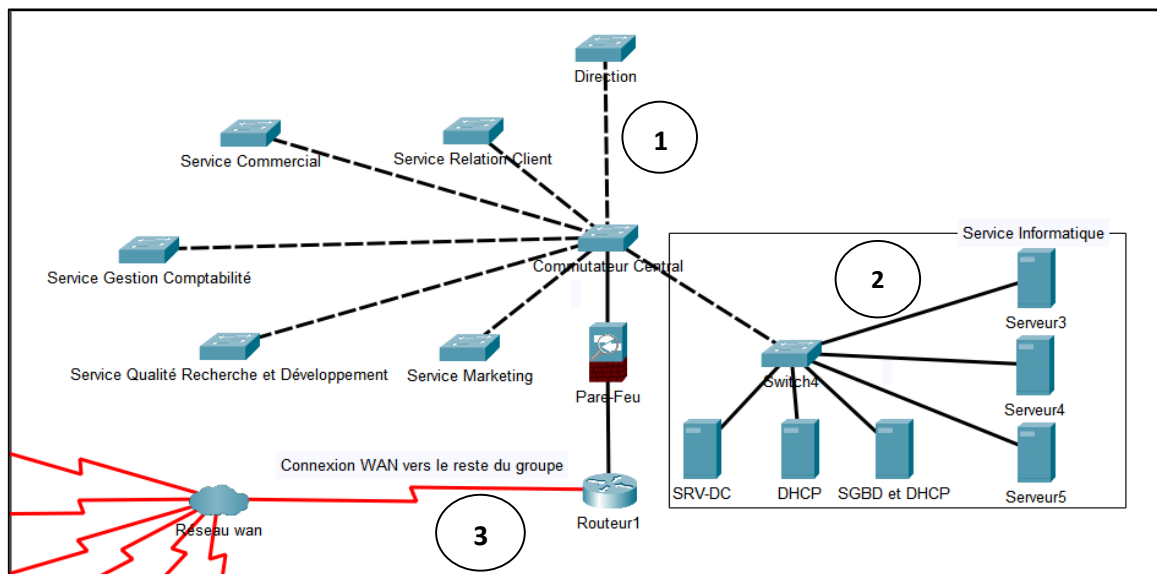 Direction
1
Service Commercial
Service Relation Client
Service Informatique
Commutateur Central
2
Service Gestion Comptabilité
Serveur3
Service Qualité Recherche et Développement
Service Marketing
Pare-Feu
Switch4
Serveur4
Connexion WAN vers le reste du groupe
SRV-DC
DHCP
SGBD et DHCP
Serveur5
Réseau wan
3
Routeur1